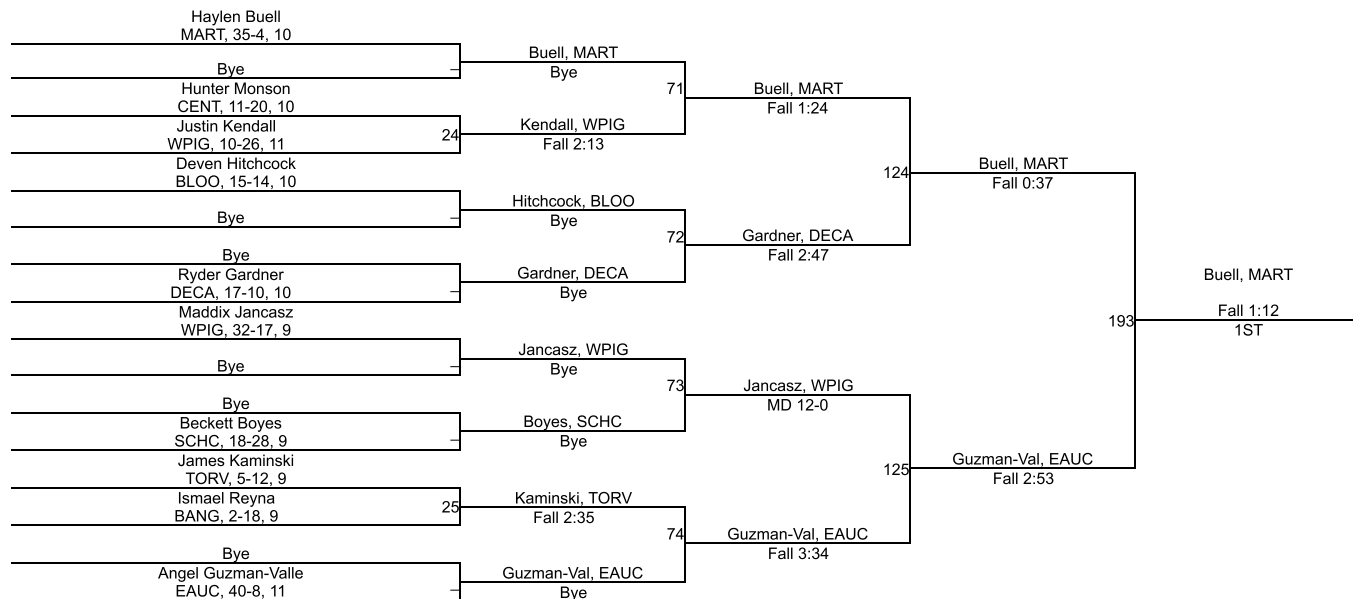 Haylen Buell
MART, 35-4, 10
Bye
Hunter Monson
CENT, 11-20, 10
Justin Kendall
WPIG, 10-26, 11
Deven Hitchcock
BLOO, 15-14, 10
Bye
Bye
Ryder Gardner
DECA, 17-10, 10
Maddix Jancasz
WPIG, 32-17, 9
Bye
Bye
Beckett Boyes
SCHC, 18-28, 9
James Kaminski
TORV, 5-12, 9
Ismael Reyna
BANG, 2-18, 9
Bye
Angel Guzman-Valle
EAUC, 40-8, 11
–
24
–
–
–
–
25
–
Buell, MART
Bye
Kendall, WPIG
Fall 2:13
Hitchcock, BLOO
Bye
Gardner, DECA
Bye
Jancasz, WPIG
Bye
Boyes, SCHC
Bye
Kaminski, TORV
Fall 2:35
Guzman-Val, EAUC
Bye
71
72
73
74
Buell, MART
Fall 1:24
Gardner, DECA
Fall 2:47
Jancasz, WPIG
MD 12-0
Guzman-Val, EAUC
Fall 3:34
124
125
Buell, MART
Fall 0:37
Guzman-Val, EAUC
Fall 2:53
193
Buell, MART
Fall 1:12
1ST